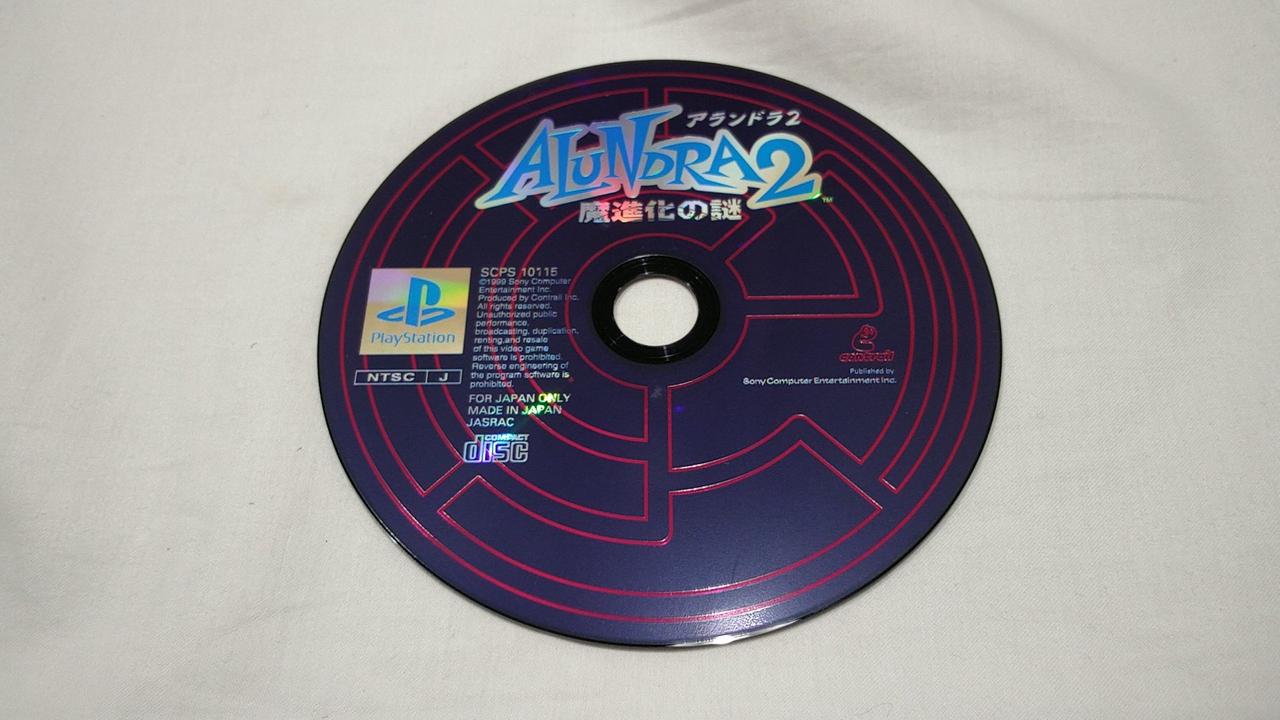 アランドラ2
ALUNDRA2
TM
魔進化の謎
PlayStation
NTSC J
SCPS 10115
©1999 Sony Computer
Entertainment Inc.
Produced by Contrail Inc.
All rights reserved.
Unauthorized public
performance,
broadcasting, duplication,
renting,and resale
of this video game
software is prohibited.
Reverse engineering of
the program software is
prohibited.
FOR JAPAN ONLY
MADE IN JAPAN
JASRAC
COMPACT
disc
contrail
Published by
Sony Computer Entertainment Inc.